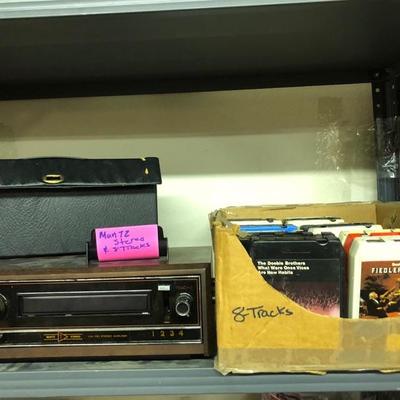 MunTZ
Stereo
& 8-Tracks
The Doobie Brothers
What Were Once Vices
Are Now Habits
FIEDLER
8-Tracks
1 2 3 4